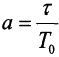 a = τ / T₀